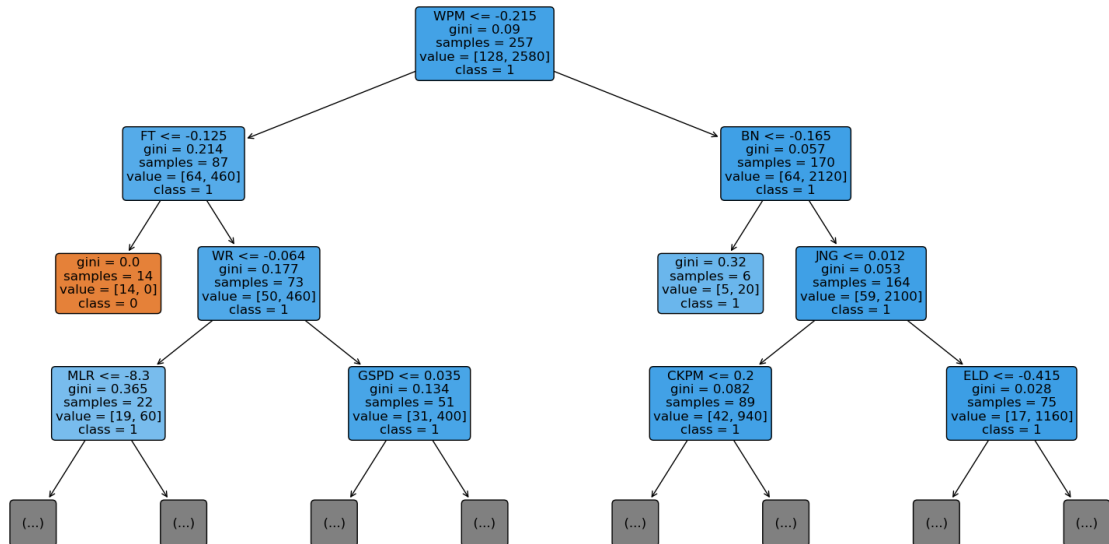 WPM <= -0.215
gini = 0.09
samples = 257
value = [128, 2580]
class = 1
FT <= -0.125
gini = 0.214
samples = 87
value = [64, 460]
class = 1
BN <= -0.165
gini = 0.057
samples = 170
value = [64, 2120]
class = 1
gini = 0.0
samples = 14
value = [14, 0]
class = 0
WR <= -0.064
gini = 0.177
samples = 73
value = [50, 460]
class = 1
gini = 0.32
samples = 6
value = [5, 20]
class = 1
JNG <= 0.012
gini = 0.053
samples = 164
value = [59, 2100]
class = 1
MLR <= -8.3
gini = 0.365
samples = 22
value = [19, 60]
class = 1
GSPD <= 0.035
gini = 0.134
samples = 51
value = [31, 400]
class = 1
CKPM <= 0.2
gini = 0.082
samples = 89
value = [42, 940]
class = 1
ELD <= -0.415
gini = 0.028
samples = 75
value = [17, 1160]
class = 1
(...)
(...)
(...)
(...)
(...)
(...)
(...)
(...)